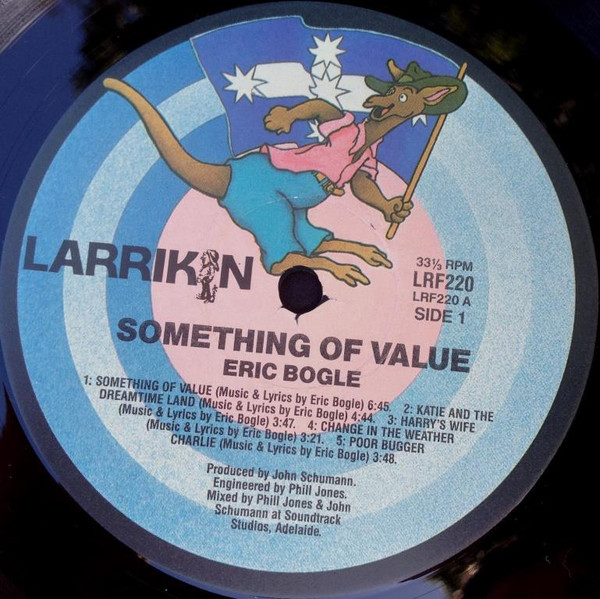 LARRIKIN
33⅓ RPM
LRF220
LRF220 A
SIDE 1
SOMETHING OF VALUE
ERIC BOGLE
1: SOMETHING OF VALUE (Music & Lyrics by Eric Bogle) 6:45. 2: KATIE AND THE
DREAMTIME LAND (Music & Lyrics by Eric Bogle) 4:44. 3: HARRY'S WIFE
(Music & Lyrics by Eric Bogle) 3:47. 4: CHANGE IN THE WEATHER
(Music & Lyrics by Eric Bogle) 3:21. 5: POOR BUGGER
CHARLIE (Music & Lyrics by Eric Bogle) 3:48.
Produced by John Schumann.
Engineered by Phill Jones.
Mixed by Phill Jones & John
Schumann at Soundtrack
Studios, Adelaide.